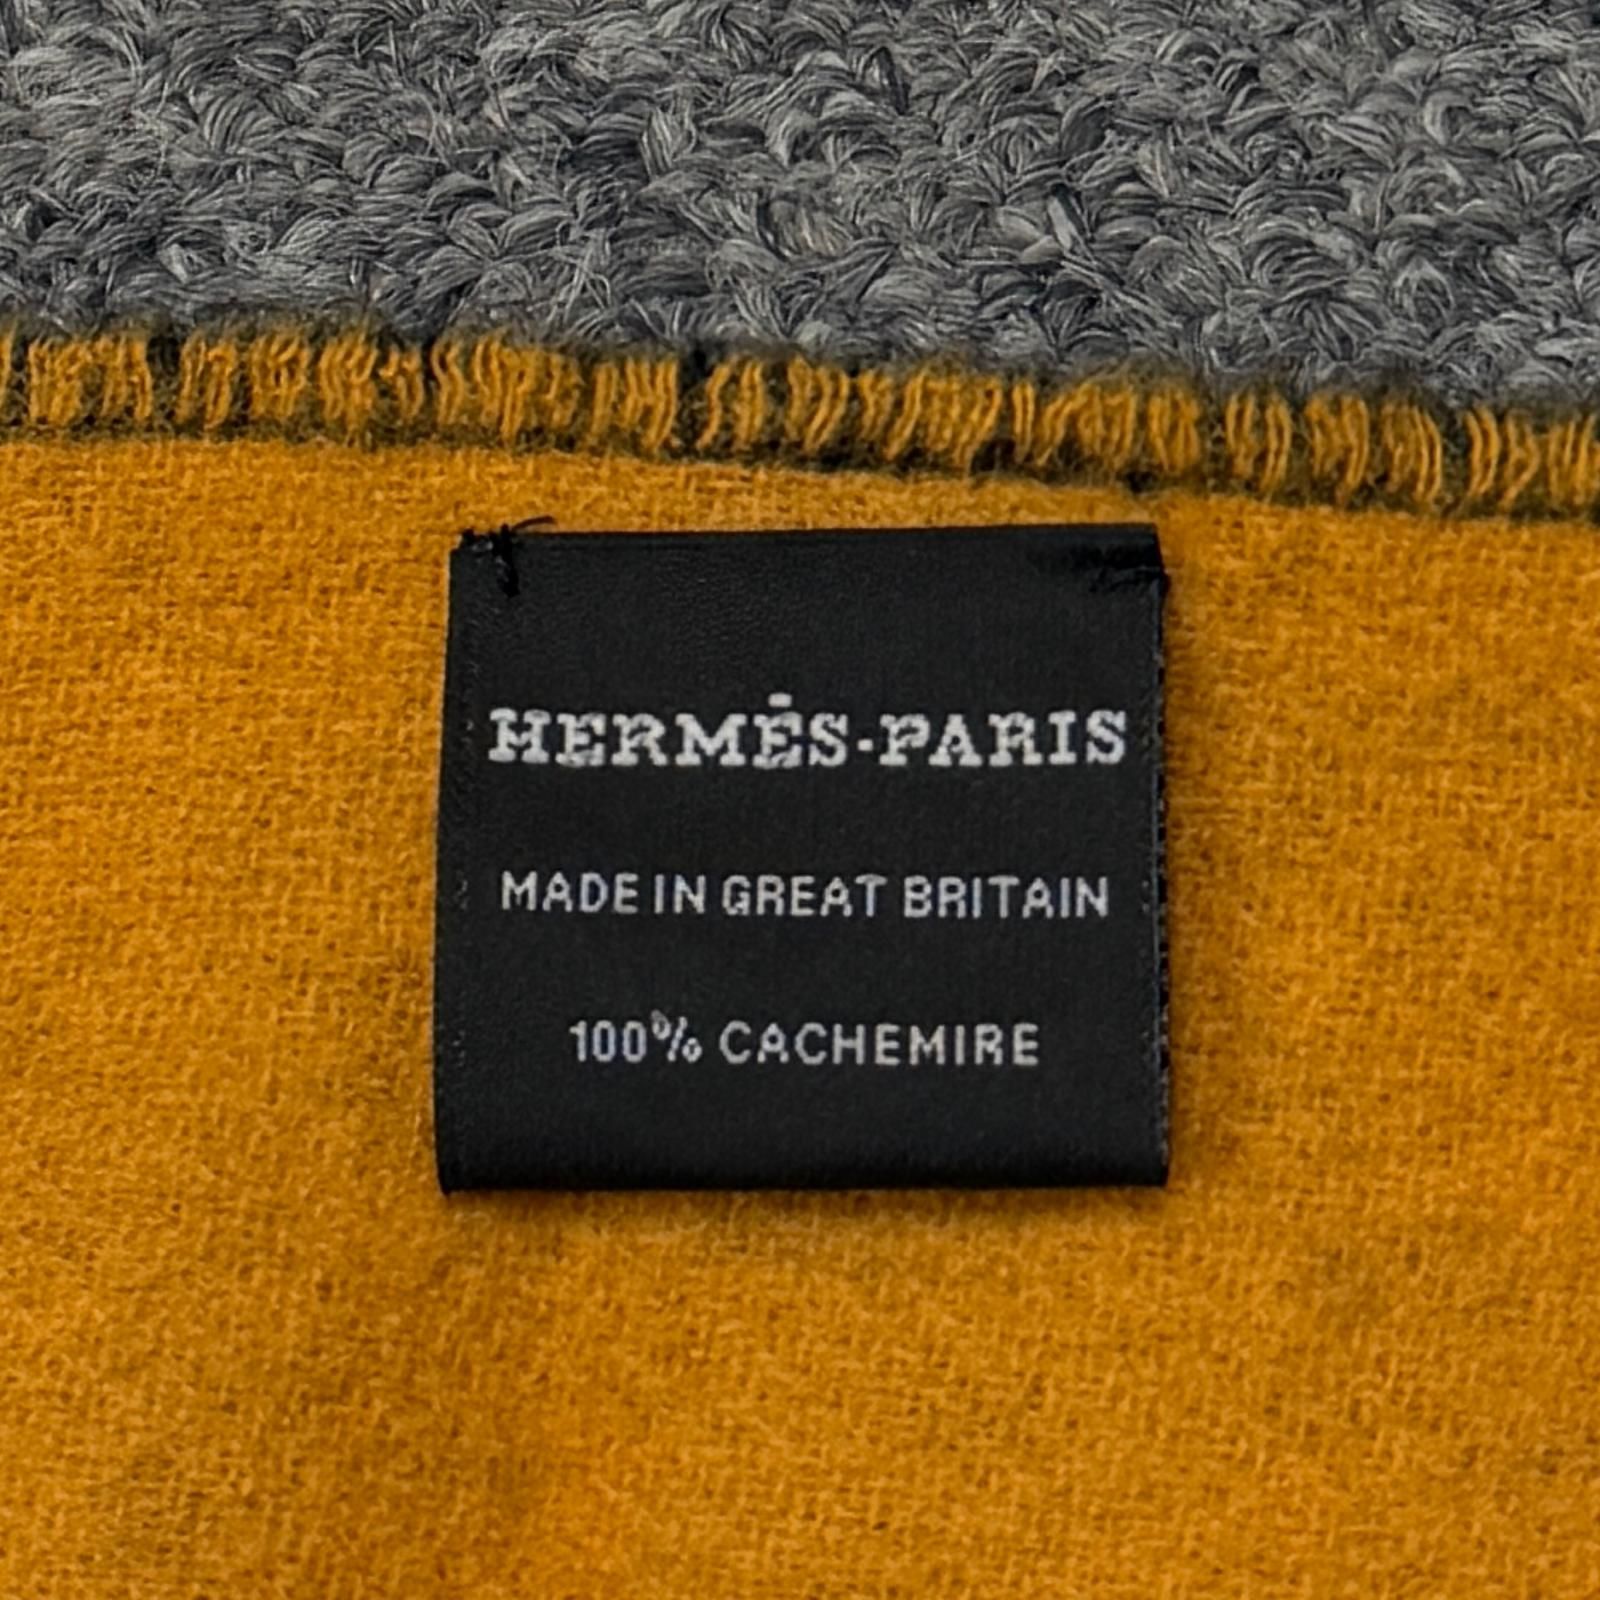 HERMÈS-PARIS
MADE IN GREAT BRITAIN
100% CACHEMIRE